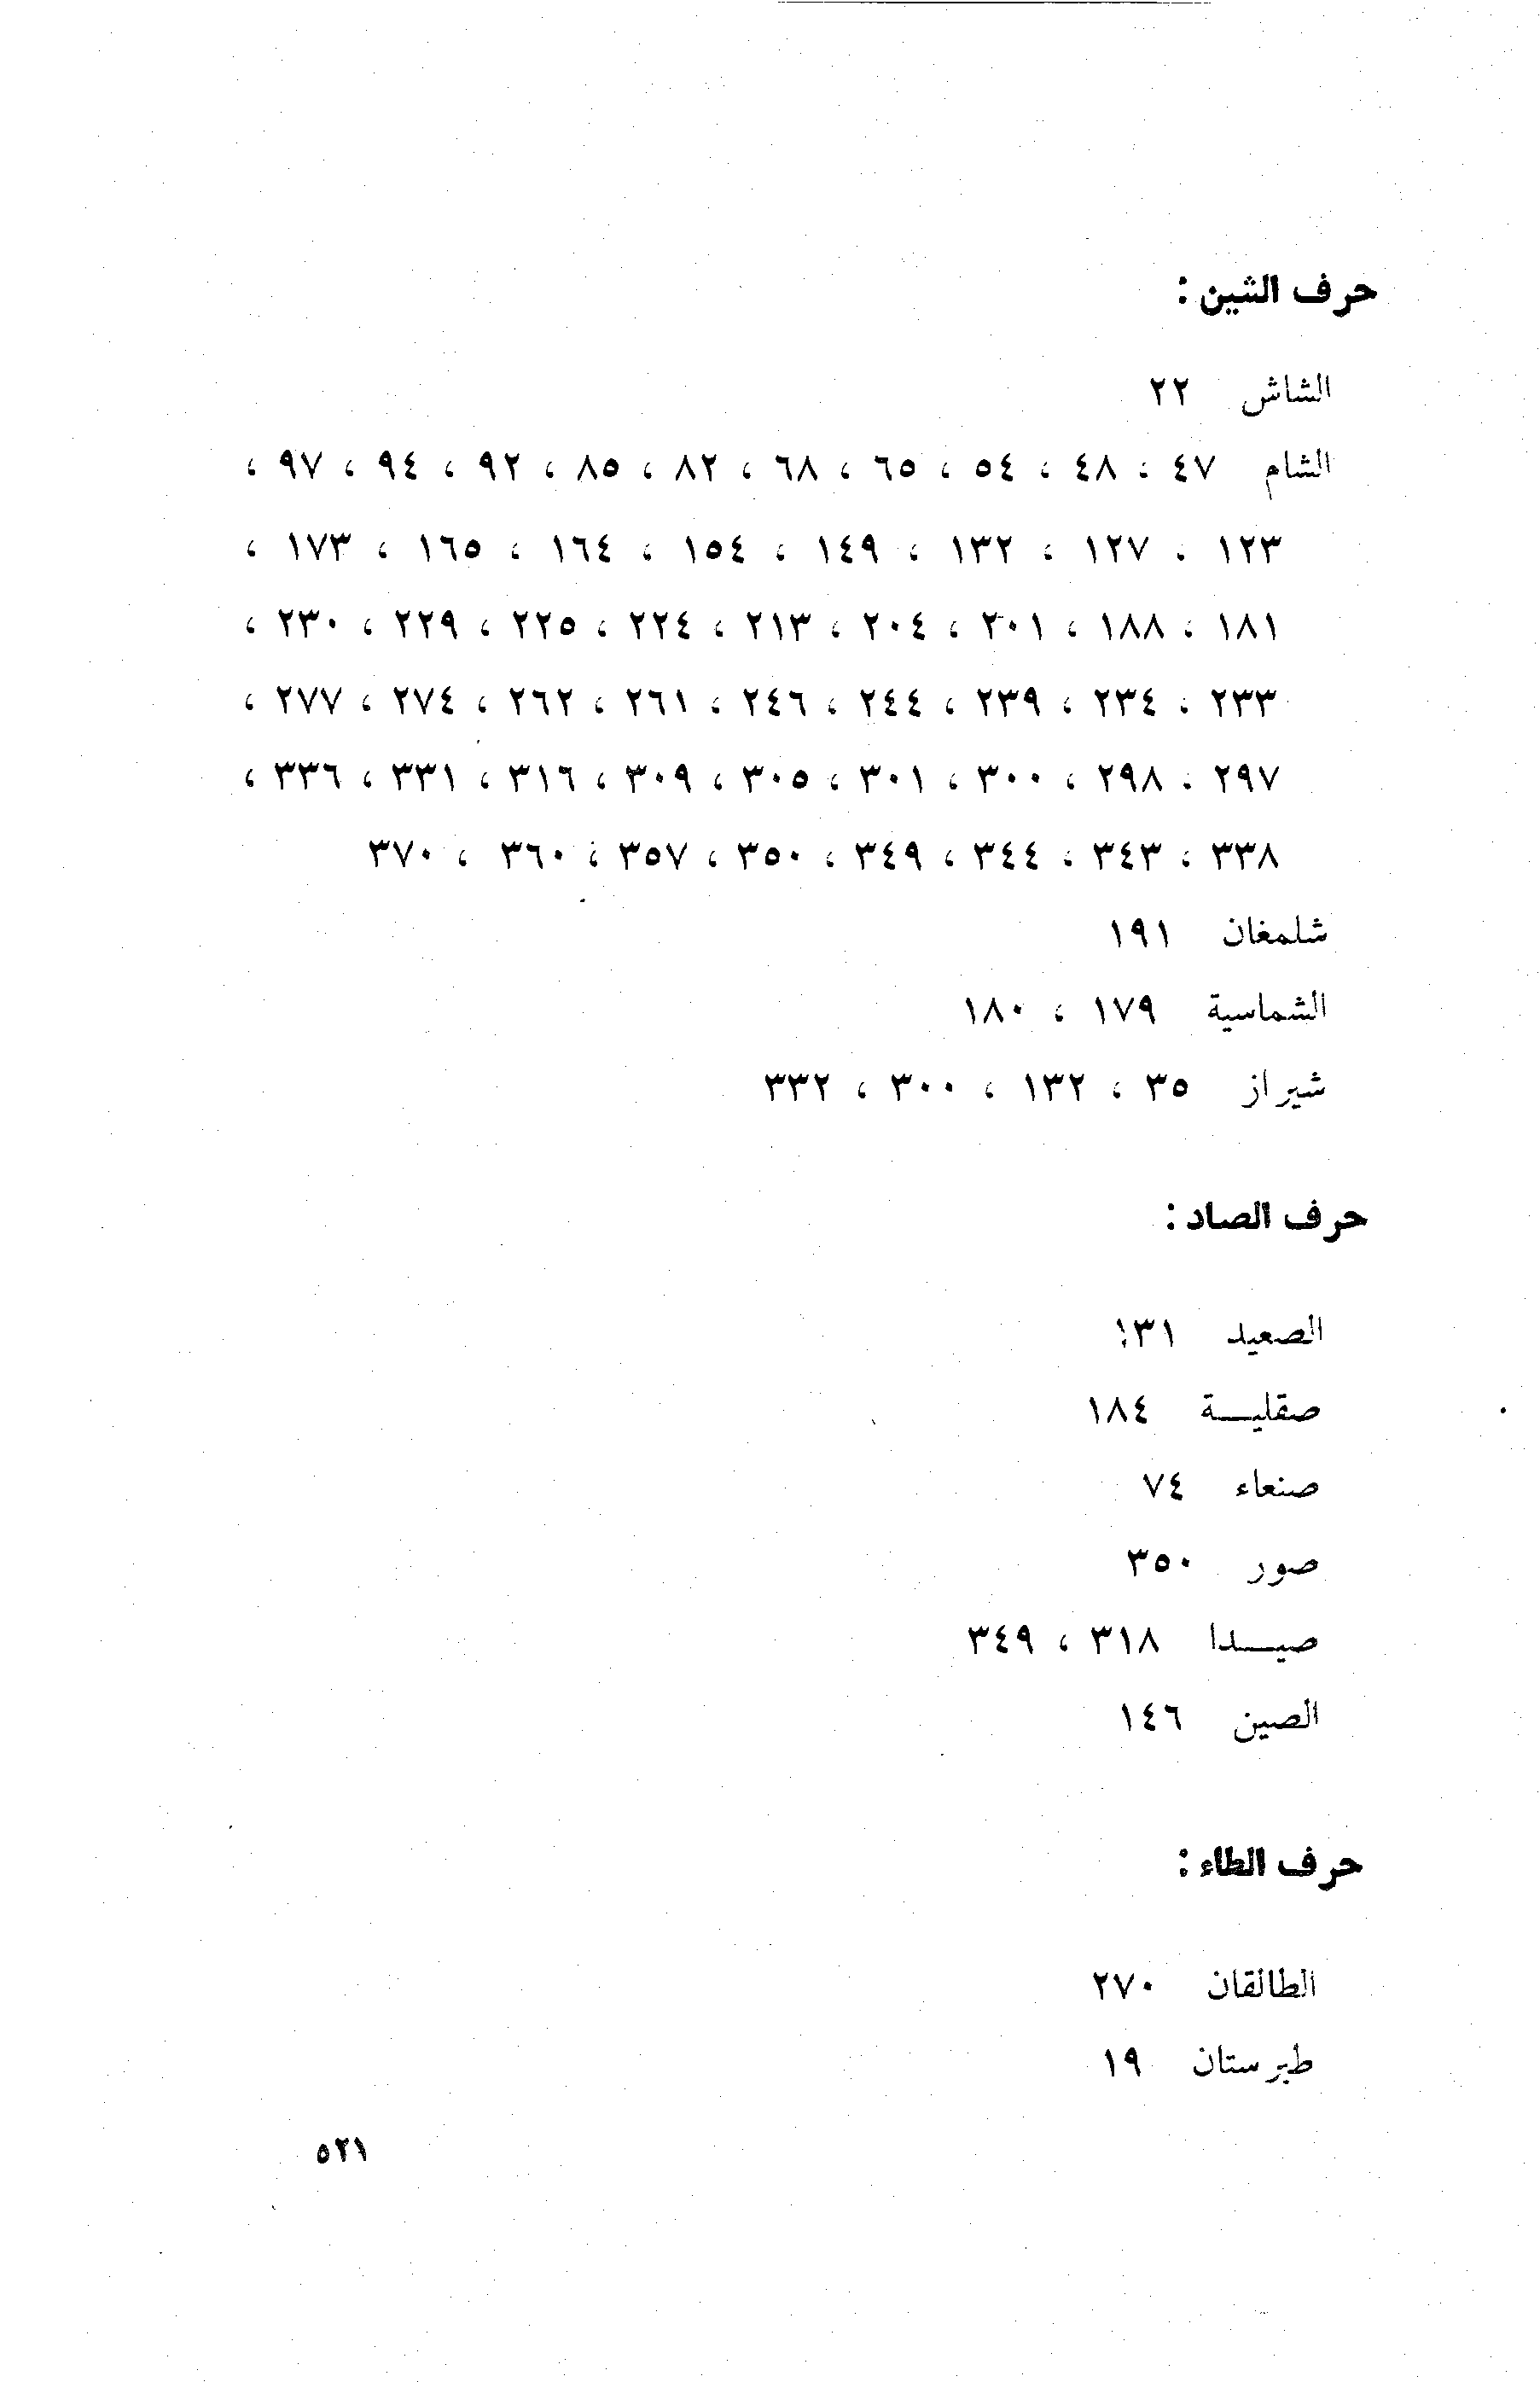 حرف الشين :
الشاش ٢٢
الشام ٤٧ ، ٤٨ ، ٥٤ ، ٦٥ ، ٦٨ ، ٨٢ ، ٨٥ ، ٩٢ ، ٩٤ ، ٩٧ ،
١٢٣ ، ١٢٧ ، ١٣٢ ، ١٤٩ ، ١٥٤ ، ١٦٤ ، ١٦٥ ، ١٧٣ ،
١٨١ ، ١٨٨ ، ٢٠١ ، ٢٠٤ ، ٢١٣ ، ٢٢٤ ، ٢٢٥ ، ٢٢٩ ، ٢٣٠ ،
٢٣٣ ، ٢٣٤ ، ٢٣٩ ، ٢٤٤ ، ٢٤٦ ، ٢٦١ ، ٢٦٢ ، ٢٧٤ ، ٢٧٧ ،
٢٩٧ ، ٢٩٨ ، ٣٠٠ ، ٣٠١ ، ٣٠٥ ، ٣٠٩ ، ٣١٦ ، ٣٣١ ، ٣٣٦ ،
٣٣٨ ، ٣٤٣ ، ٣٤٤ ، ٣٤٩ ، ٣٥٠ ، ٣٥٧ ، ٣٦٠ ، ٣٧٠
شلمغان ١٩١
الشماسية ١٧٩ ، ١٨٠
شيراز ٣٥ ، ١٣٢ ، ٣٠٠ ، ٣٣٢
حرف الصاد :
الصعيد ١٣١
صقليـــة ١٨٤
صنعاء ٧٤
صور ٣٥٠
صيـــدا ٣١٨ ، ٣٤٩
الصين ١٤٦
حرف الطاء :
الطالقان ٢٧٠
طبرستان ١٩
٥٢١